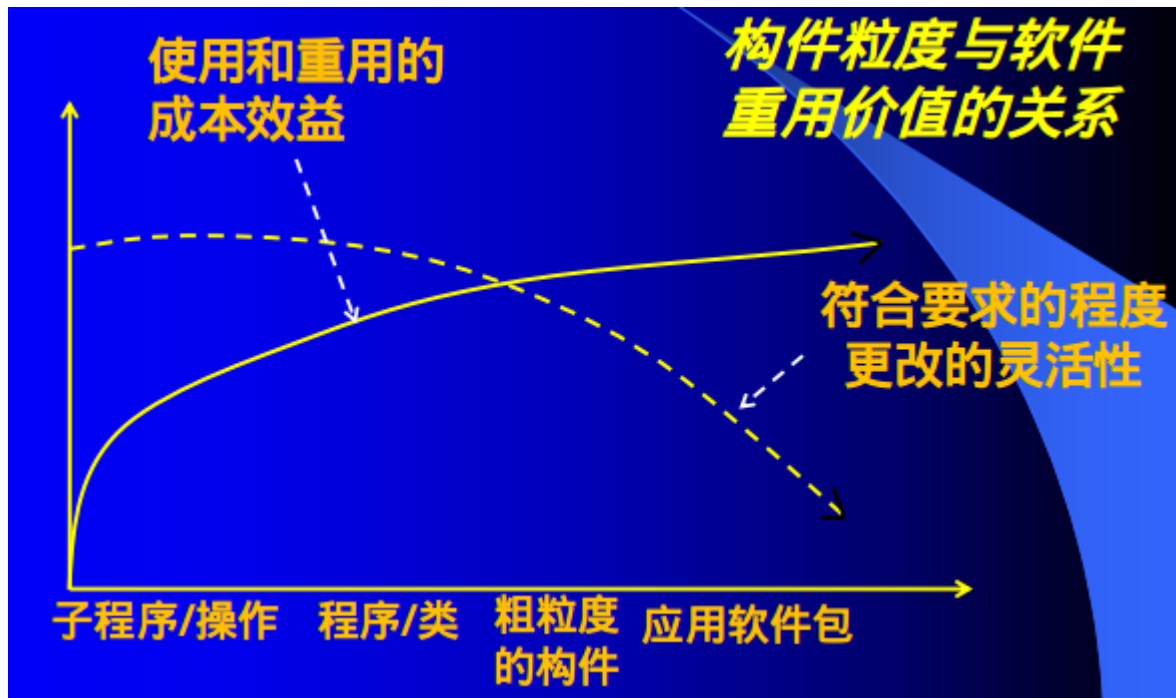 构件粒度与软件
重用价值的关系
使用和重用的
成本效益
符合要求的程度
更改的灵活性
子程序/操作
程序/类
粗粒度
的构件
应用软件包